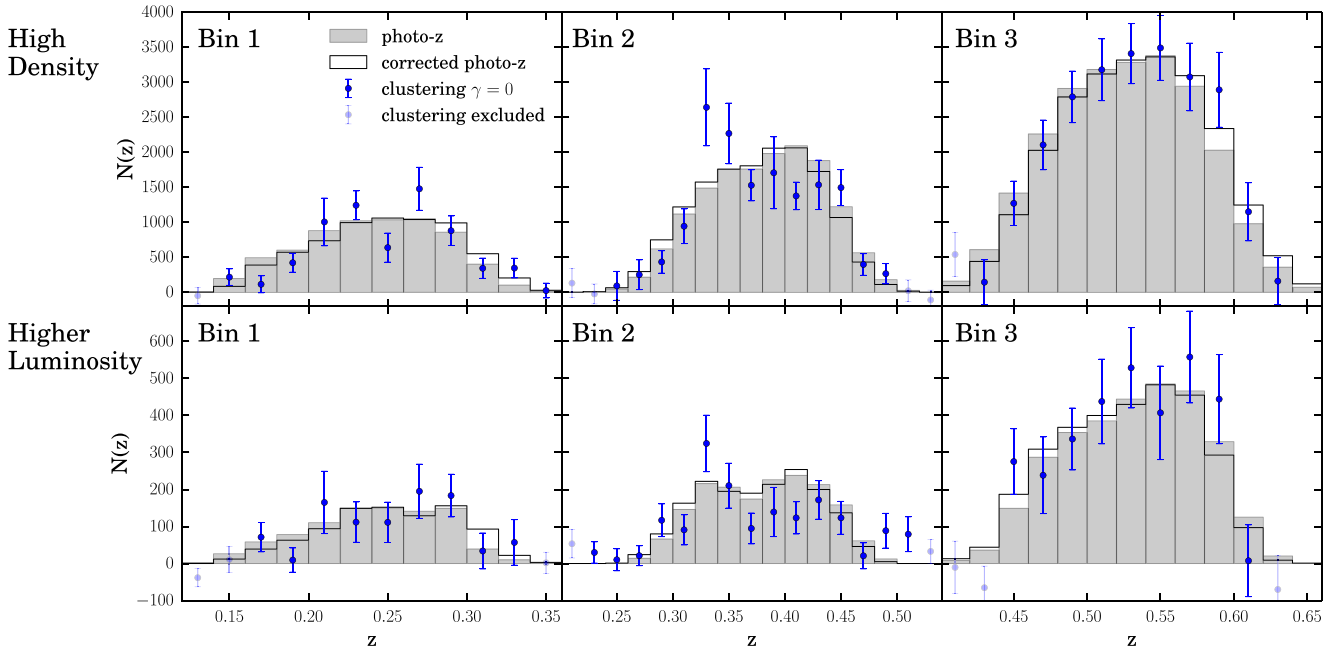 High
Density
Bin 1
Bin 2
Bin 3
photo-z
corrected photo-z
clustering γ = 0
clustering excluded
N(z)
4000
3500
3000
2500
2000
1500
1000
500
0
Higher
Luminosity
Bin 1
Bin 2
Bin 3
N(z)
600
500
400
300
200
100
0
−100
0.15
0.20
0.25
0.30
0.35
0.25
0.30
0.35
0.40
0.45
0.50
0.45
0.50
0.55
0.60
0.65
z
z
z